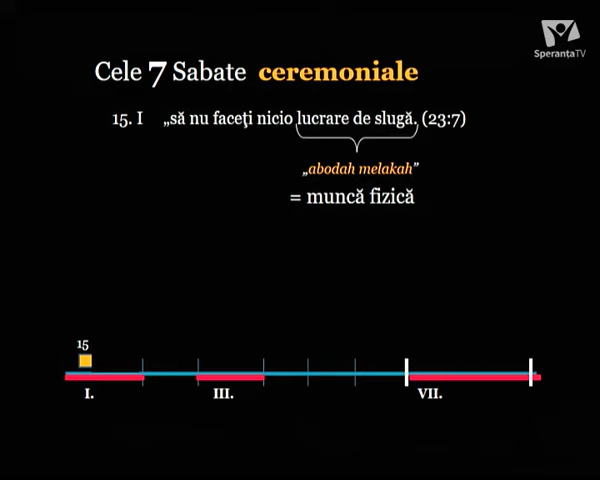 SperanțaTV
Cele 7 Sabate ceremoniale
15. I „să nu faceţi nicio lucrare de slugă. (23:7)
„abodah melakah”
= muncă fizică
15
I. III. VII.